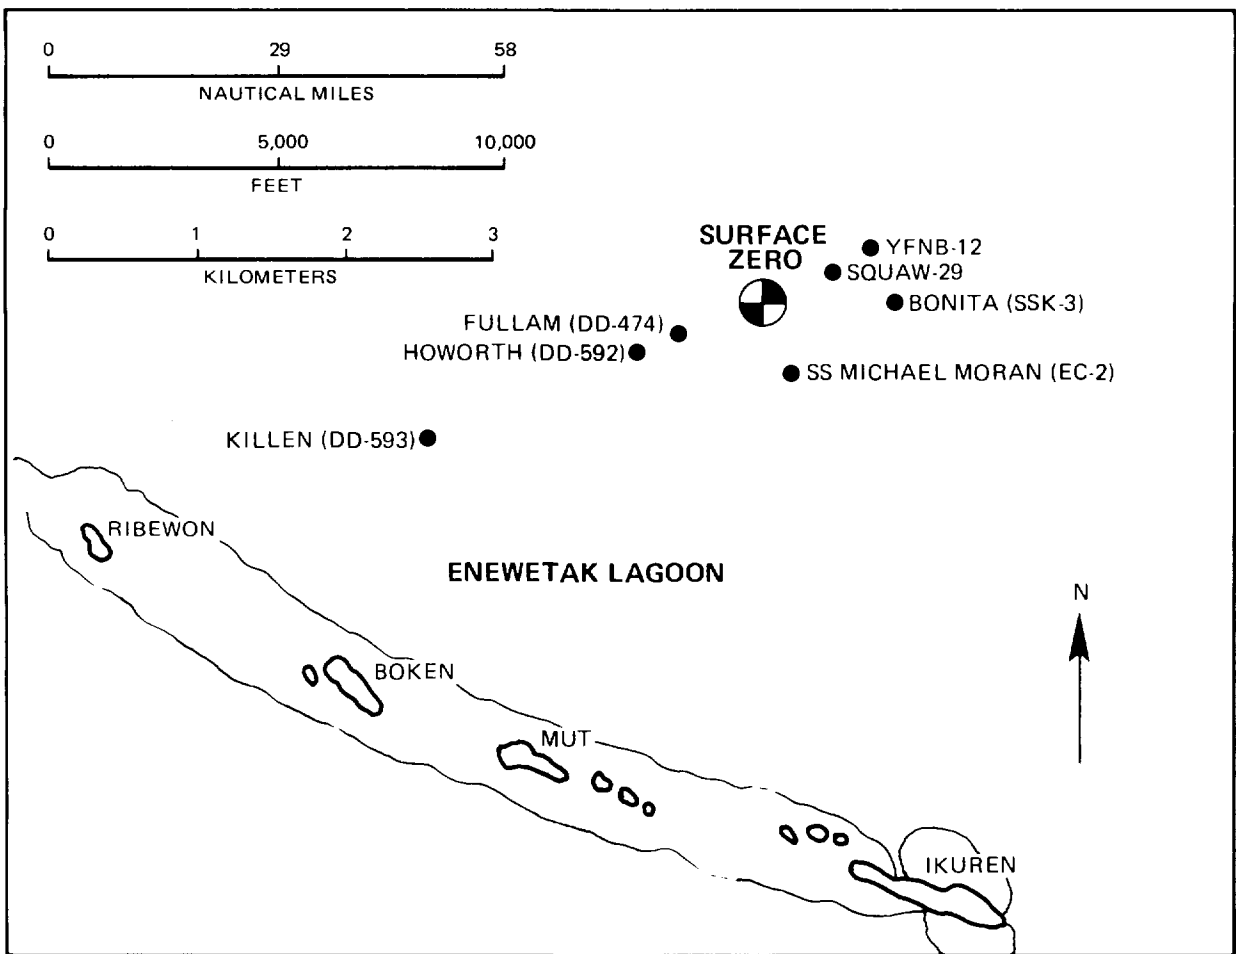 0 29 58
NAUTICAL MILES
0 5,000 10,000
FEET
0 1 2 3
KILOMETERS
SURFACE
ZERO
YFNB-12
SQUAW-29
BONITA (SSK-3)
FULLAM (DD-474)
HOWORTH (DD-592)
SS MICHAEL MORAN (EC-2)
KILLEN (DD-593)
RIBEWON
ENEWETAK LAGOON
N
BOKEN
MUT
IKUREN